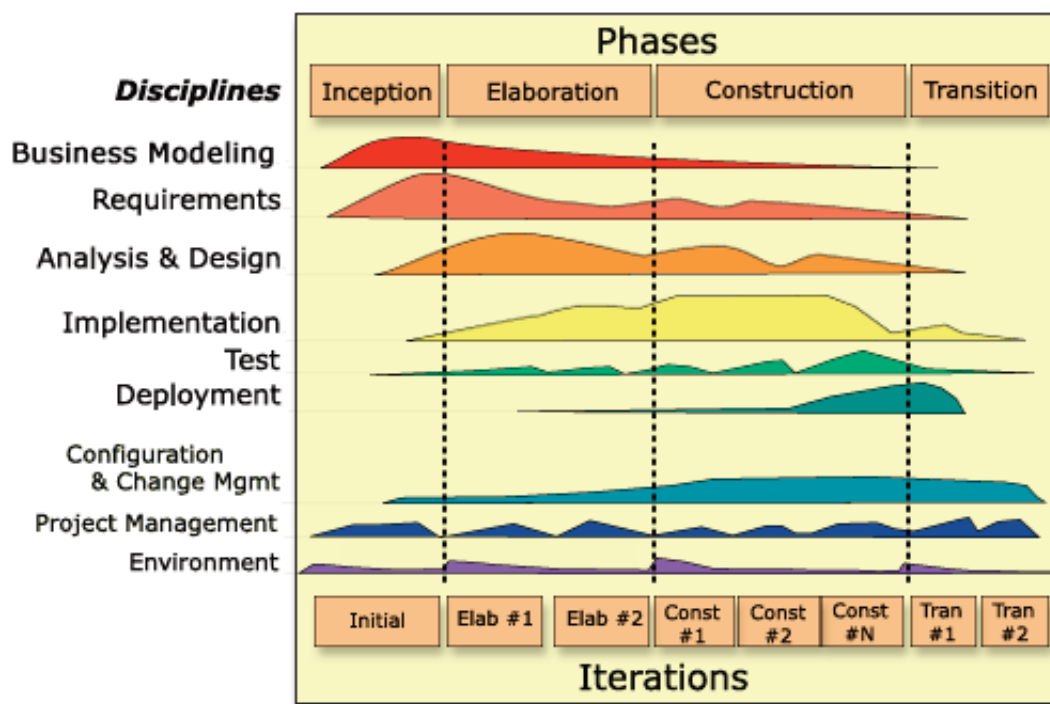 Phases
Disciplines
Inception
Elaboration
Construction
Transition
Business Modeling
Requirements
Analysis & Design
Implementation
Test
Deployment
Configuration
& Change Mgmt
Project Management
Environment
Initial
Elab #1
Elab #2
Const
#1
Const
#2
Const
#N
Tran
#1
Tran
#2
Iterations